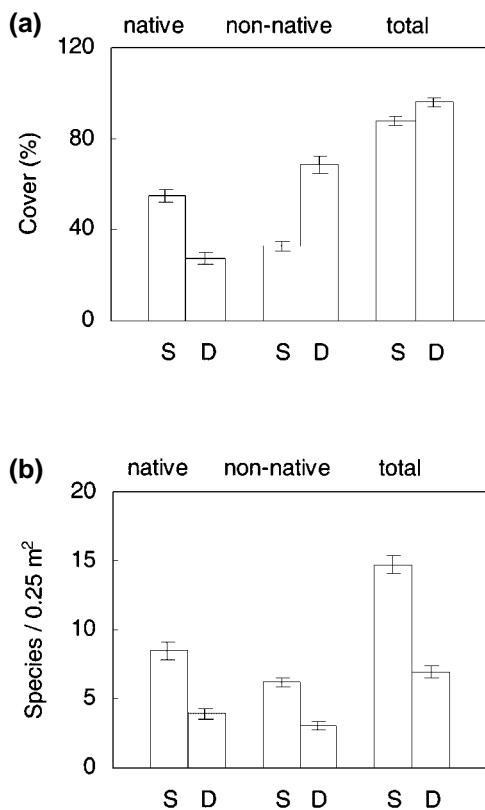 (a)
native non-native total
120
80
40
0
Cover (%)
S D S D S D
(b)
native non-native total
20
15
10
5
0
Species / 0.25 m²
S D S D S D